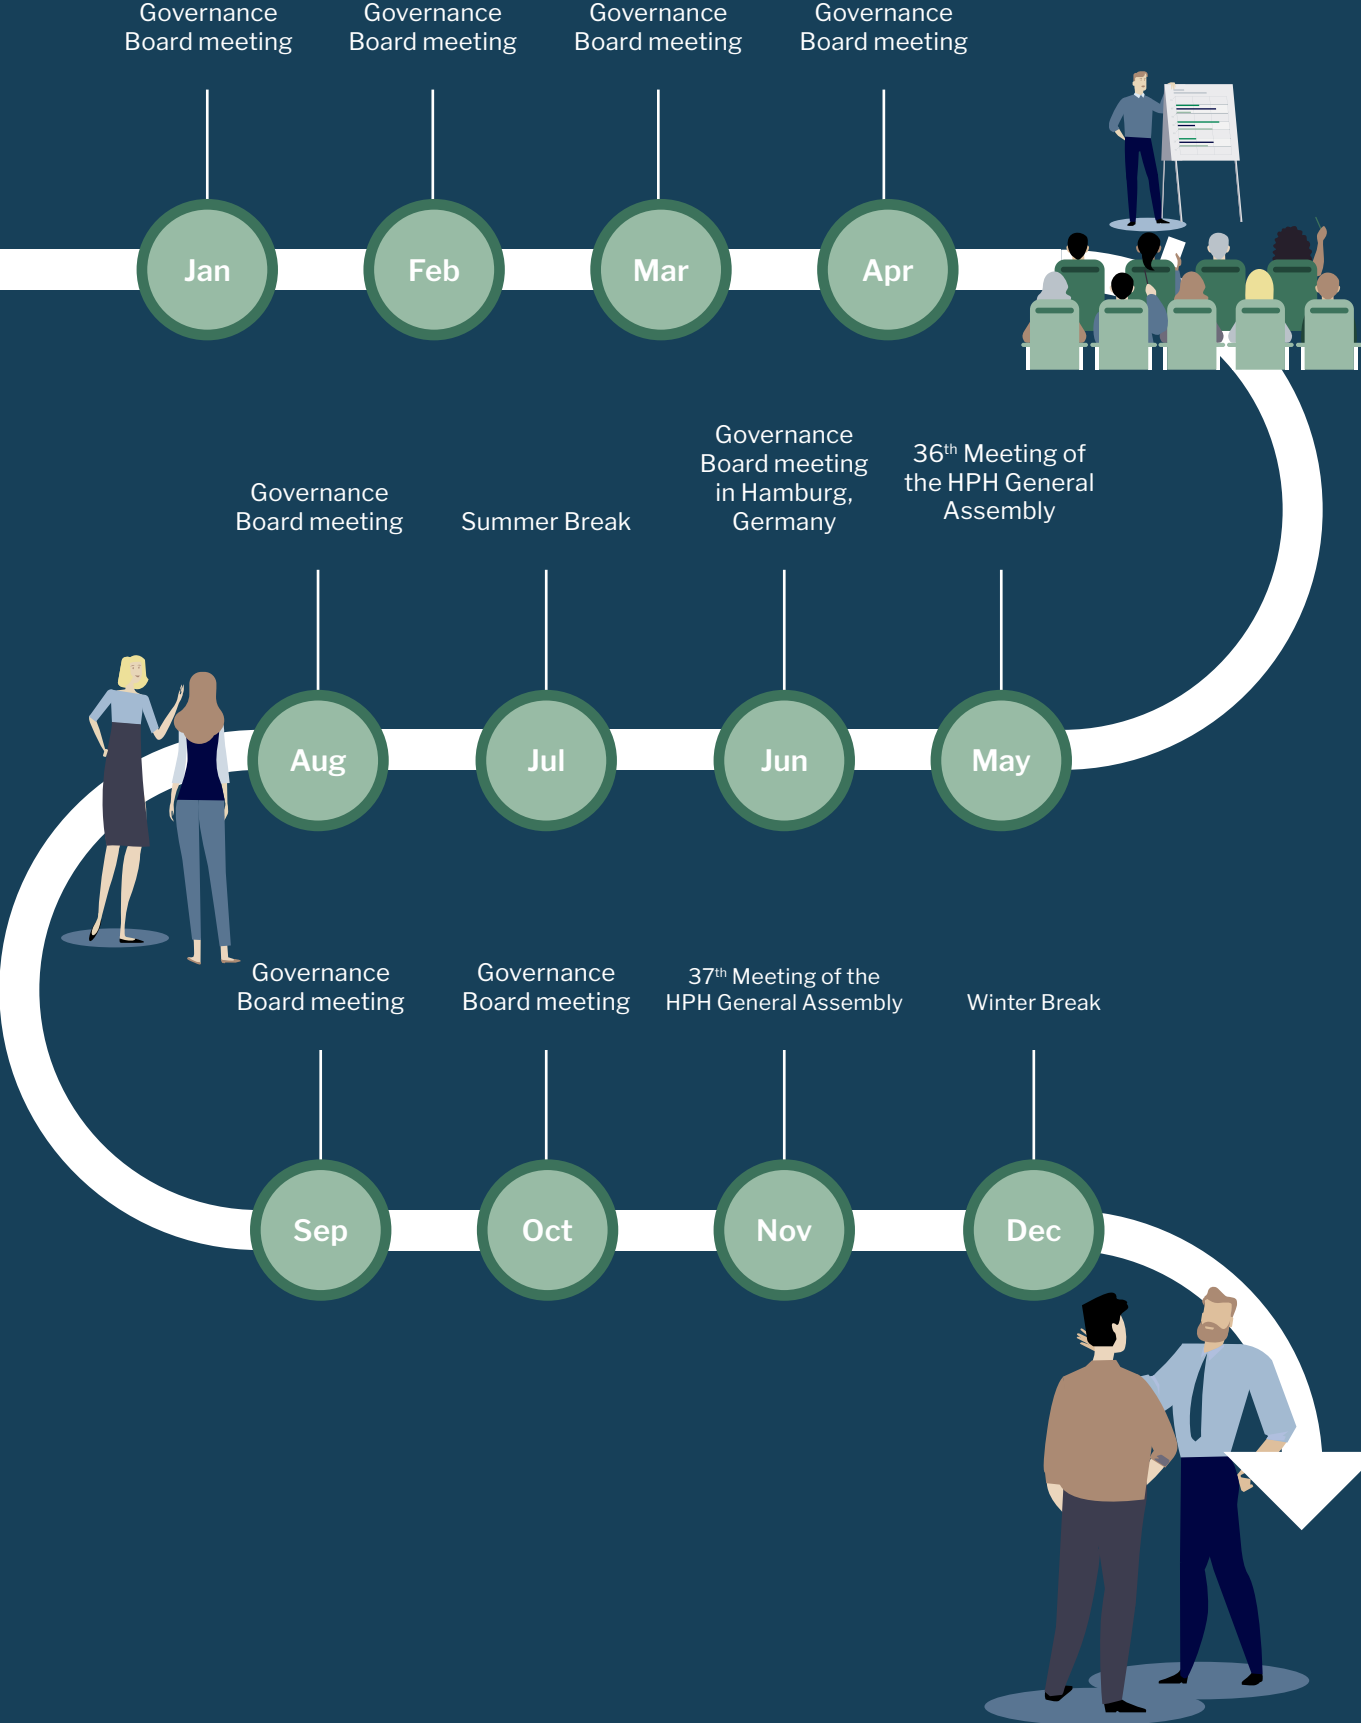 Governance
Board meeting
Governance
Board meeting
Governance
Board meeting
Governance
Board meeting
Jan
Feb
Mar
Apr
Governance
Board meeting
Summer Break
Governance
Board meeting
in Hamburg,
Germany
36th Meeting of
the HPH General
Assembly
Aug
Jul
Jun
May
Governance
Board meeting
Governance
Board meeting
37th Meeting of the
HPH General Assembly
Winter Break
Sep
Oct
Nov
Dec